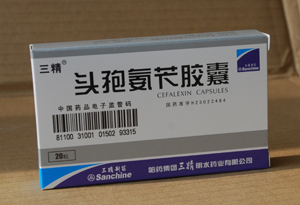 三精
头孢氨苄胶囊
CEFALEXIN CAPSULES
Sanchine
中国药品电子监管码
国药准字H23022484
81100 31001 01502 93315
20粒
三精制药
Sanchine
哈药集团三精明水药业有限公司